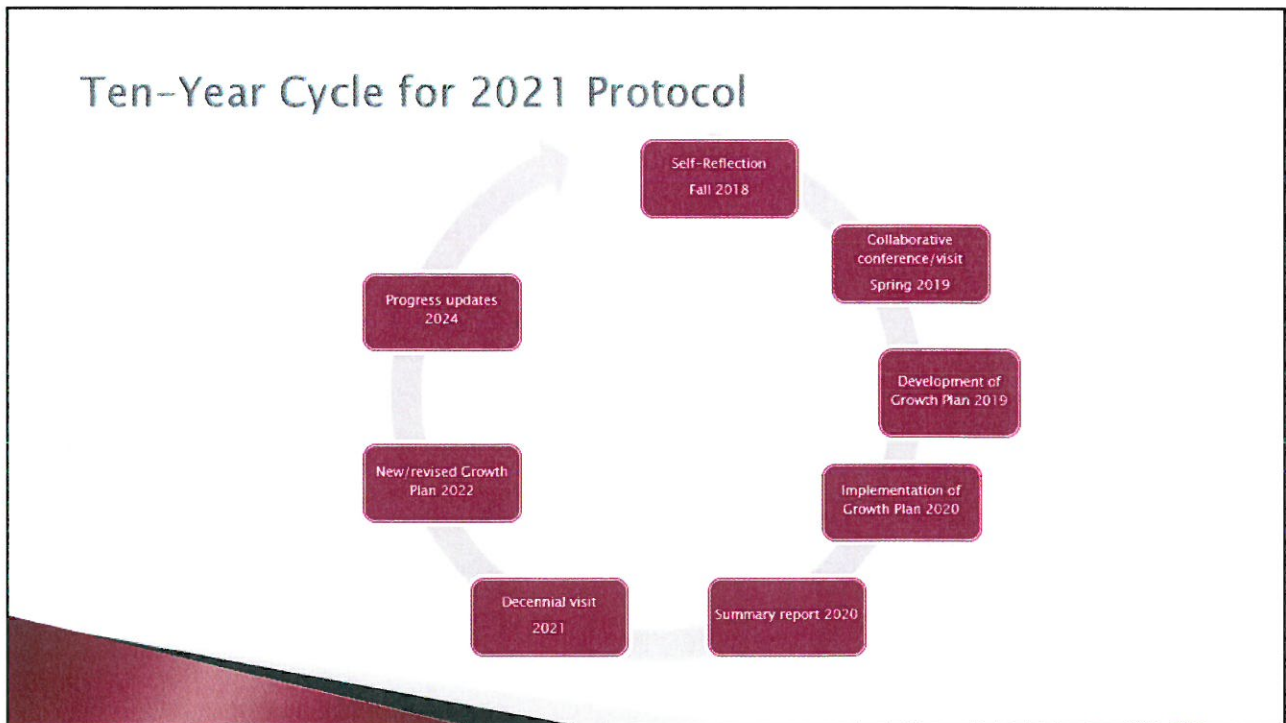 Ten-Year Cycle for 2021 Protocol
Self-Reflection
Fall 2018
Collaborative
conference/visit
Spring 2019
Development of
Growth Plan 2019
Implementation of
Growth Plan 2020
Summary report 2020
Decennial visit
2021
New/revised Growth
Plan 2022
Progress updates
2024